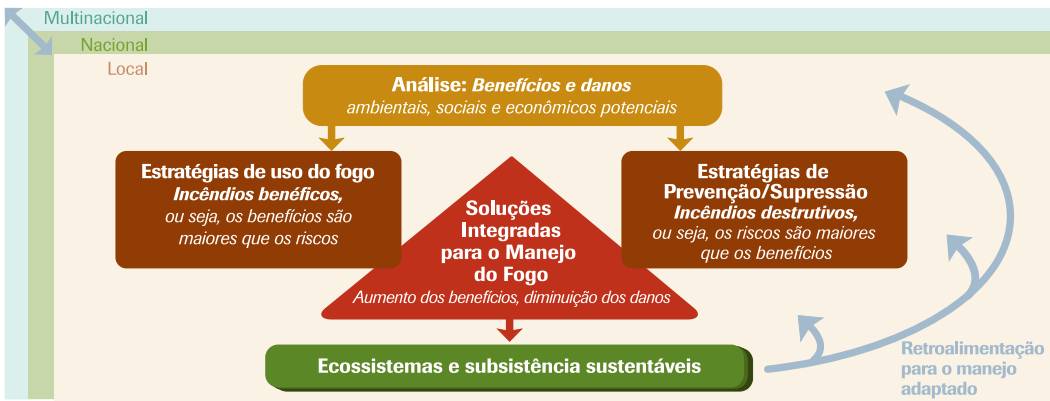 Multinacional
Nacional
Local
Análise: Benefícios e danos
ambientais, sociais e econômicos potenciais
Estratégias de uso do fogo
Incêndios benéficos,
ou seja, os benefícios são
maiores que os riscos
Estratégias de
Prevenção/Supressão
Incêndios destrutivos,
ou seja, os riscos são maiores
que os benefícios
Soluções
Integradas
para o Manejo
do Fogo
Aumento dos benefícios, diminuição dos danos
Ecossistemas e subsistência sustentáveis
Retroalimentação
para o manejo
adaptado